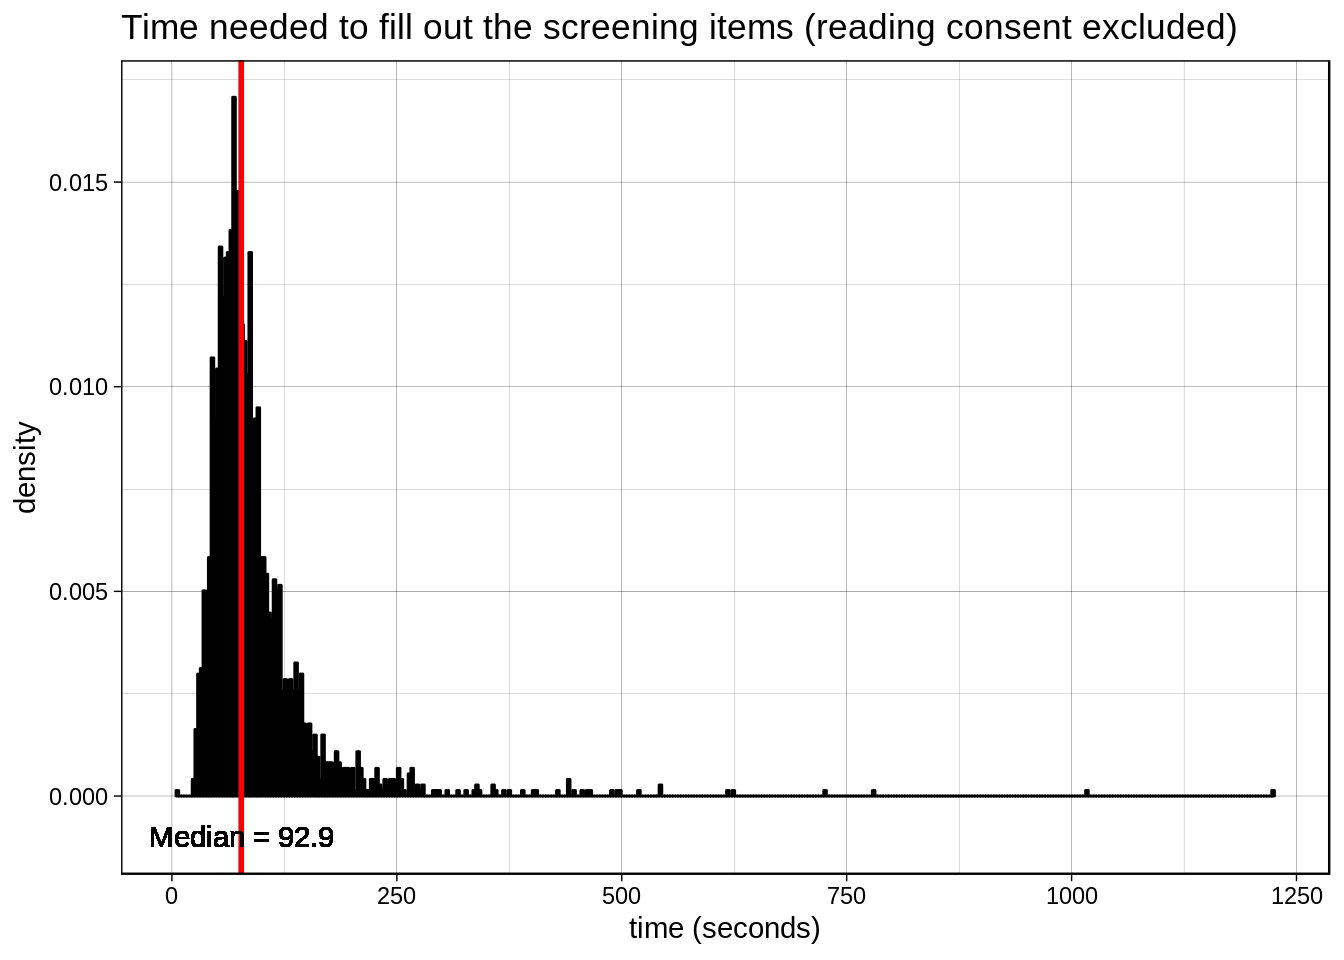 Time needed to fill out the screening items (reading consent excluded)
0.015
0.010
0.005
0.000
density
Median = 92.9
0 250 500 750 1000 1250
time (seconds)